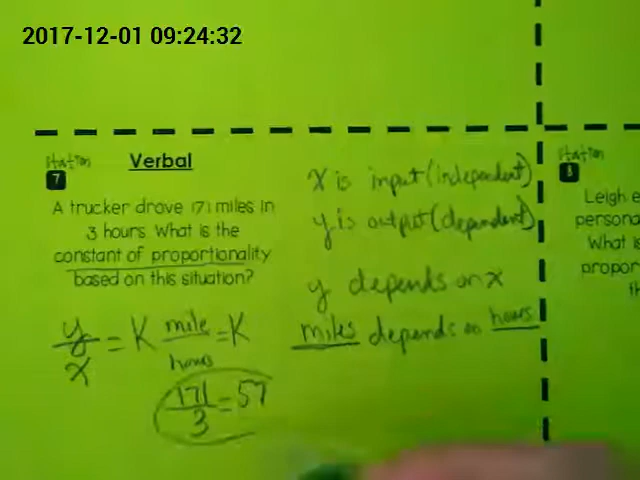 2017-12-01 09:24:32
Station
7
Verbal
A trucker drove 171 miles in
3 hours. What is the
constant of proportionality
based on this situation?
y/x = K mile/hours = K
171/3 = 57
x is input (independent)
y is output (dependent)
y depends on x
miles depends on hours
Station
8
Leigh e
persona
What is
propor
th